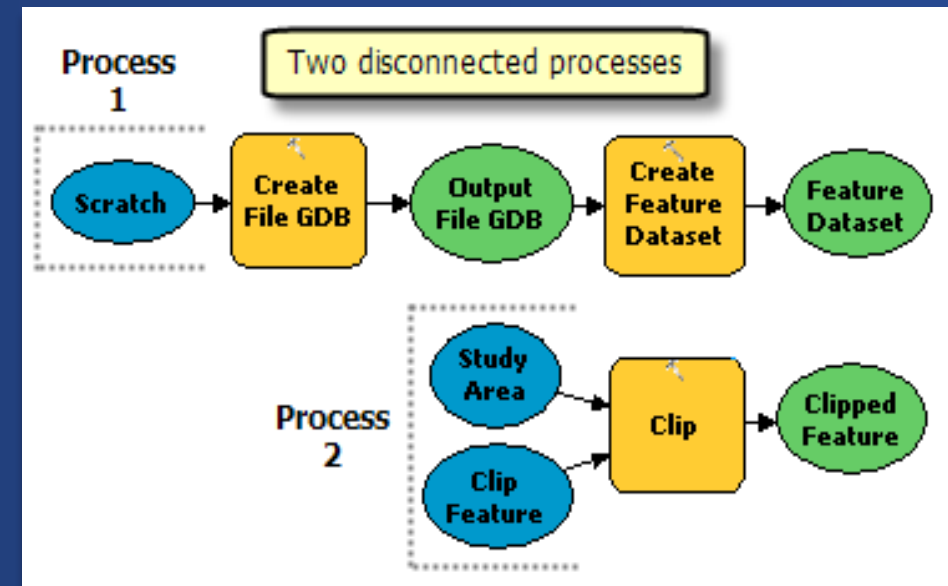 Two disconnected processes
Process
1
Scratch
Create
File GDB
Output
File GDB
Create
Feature
Dataset
Feature
Dataset
Process
2
Study
Area
Clip
Feature
Clip
Clipped
Feature